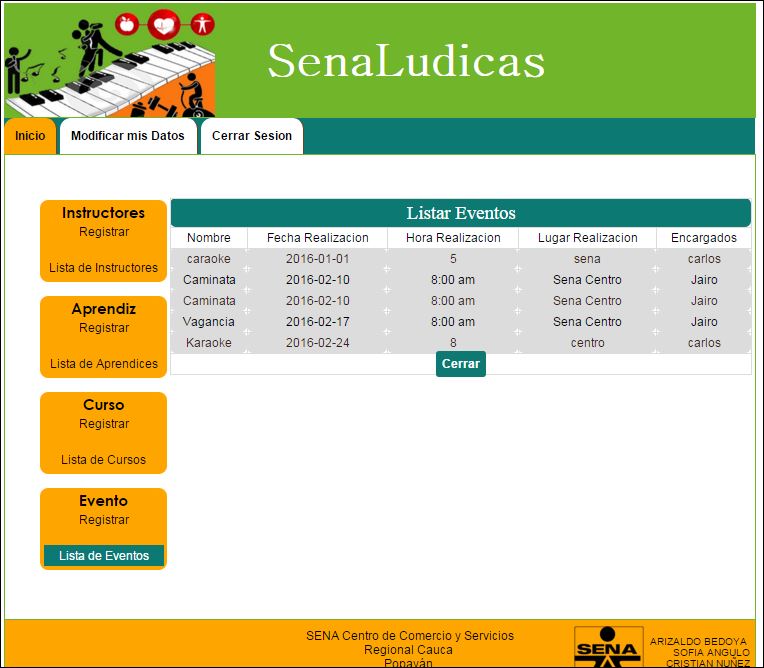 SenaLudicas
Inicio Modificar mis Datos Cerrar Sesion
Instructores
Registrar
Lista de Instructores
Aprendiz
Registrar
Lista de Aprendices
Curso
Registrar
Lista de Cursos
Evento
Registrar
Lista de Eventos
Listar Eventos
Nombre Fecha Realizacion Hora Realizacion Lugar Realizacion Encargados
caraoke 2016-01-01 5 sena carlos
Caminata 2016-02-10 8:00 am Sena Centro Jairo
Caminata 2016-02-10 8:00 am Sena Centro Jairo
Vagancia 2016-02-17 8:00 am Sena Centro Jairo
Karaoke 2016-02-24 8 centro carlos
Cerrar
SENA Centro de Comercio y Servicios
Regional Cauca
Popayán
SENA
ARIZALDO BEDOYA
SOFIA ANGULO
CRISTIAN NUÑEZ